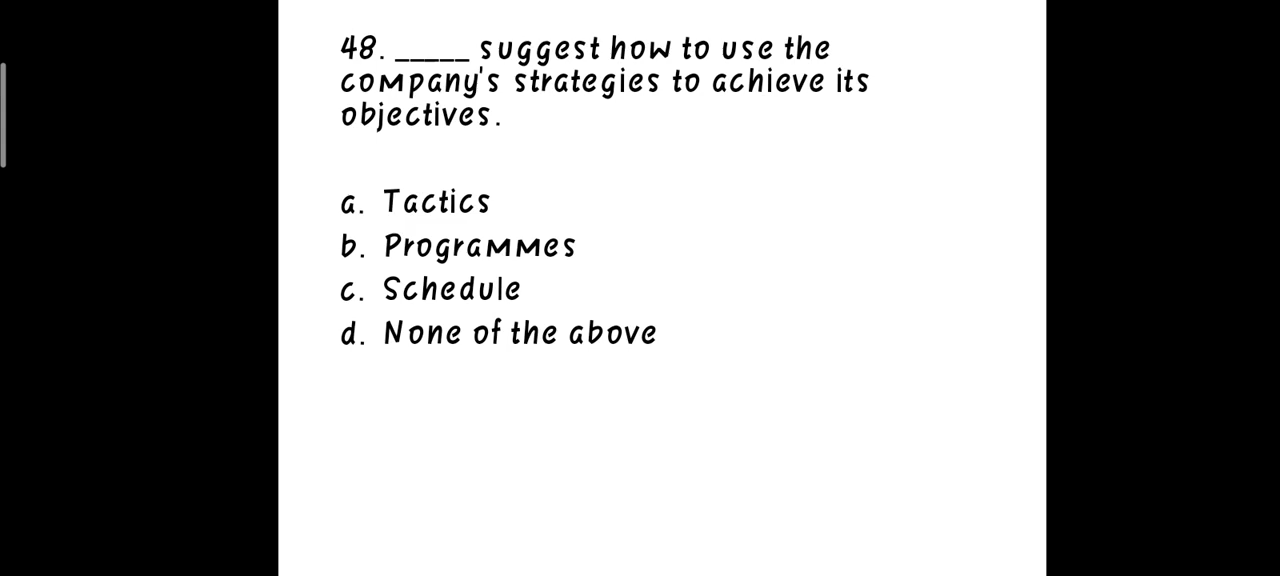 48. _____ suggest how to use the
company's strategies to achieve its
objectives.
a. Tactics
b. Programmes
c. Schedule
d. None of the above